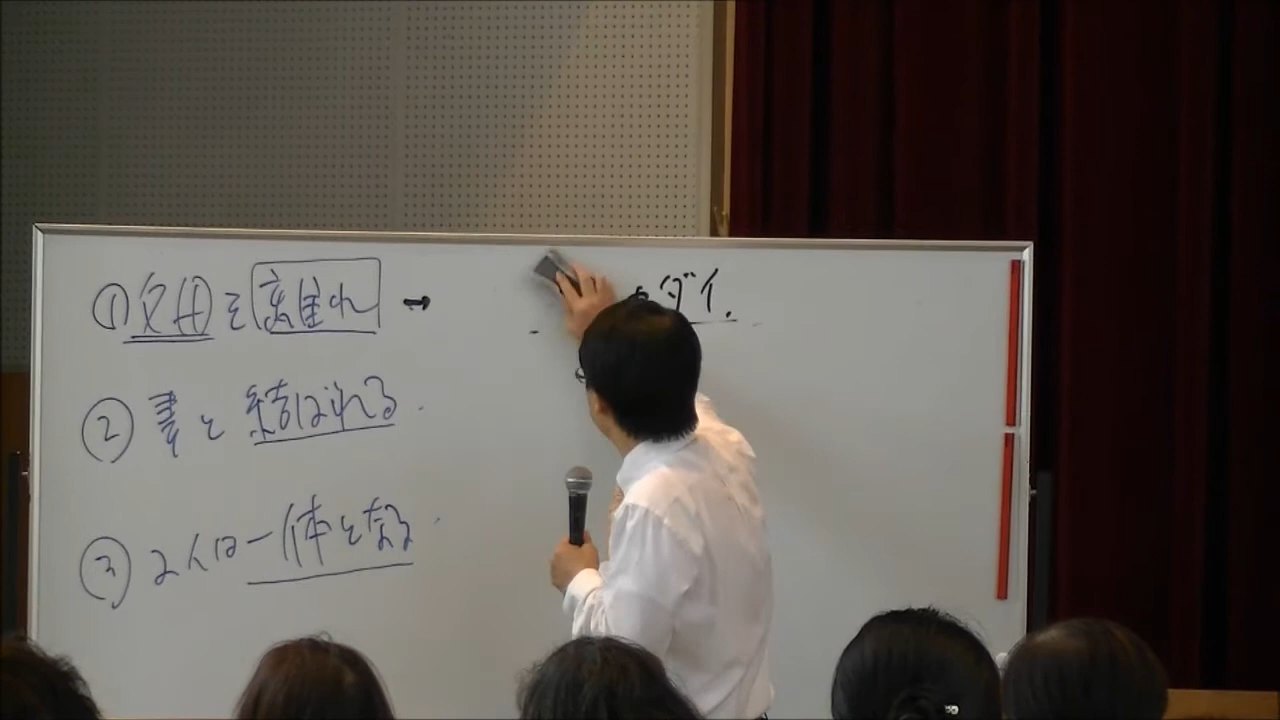 ①父母を離れ→ ダイ.
②妻と結ばれる.
③2人は一体となる.